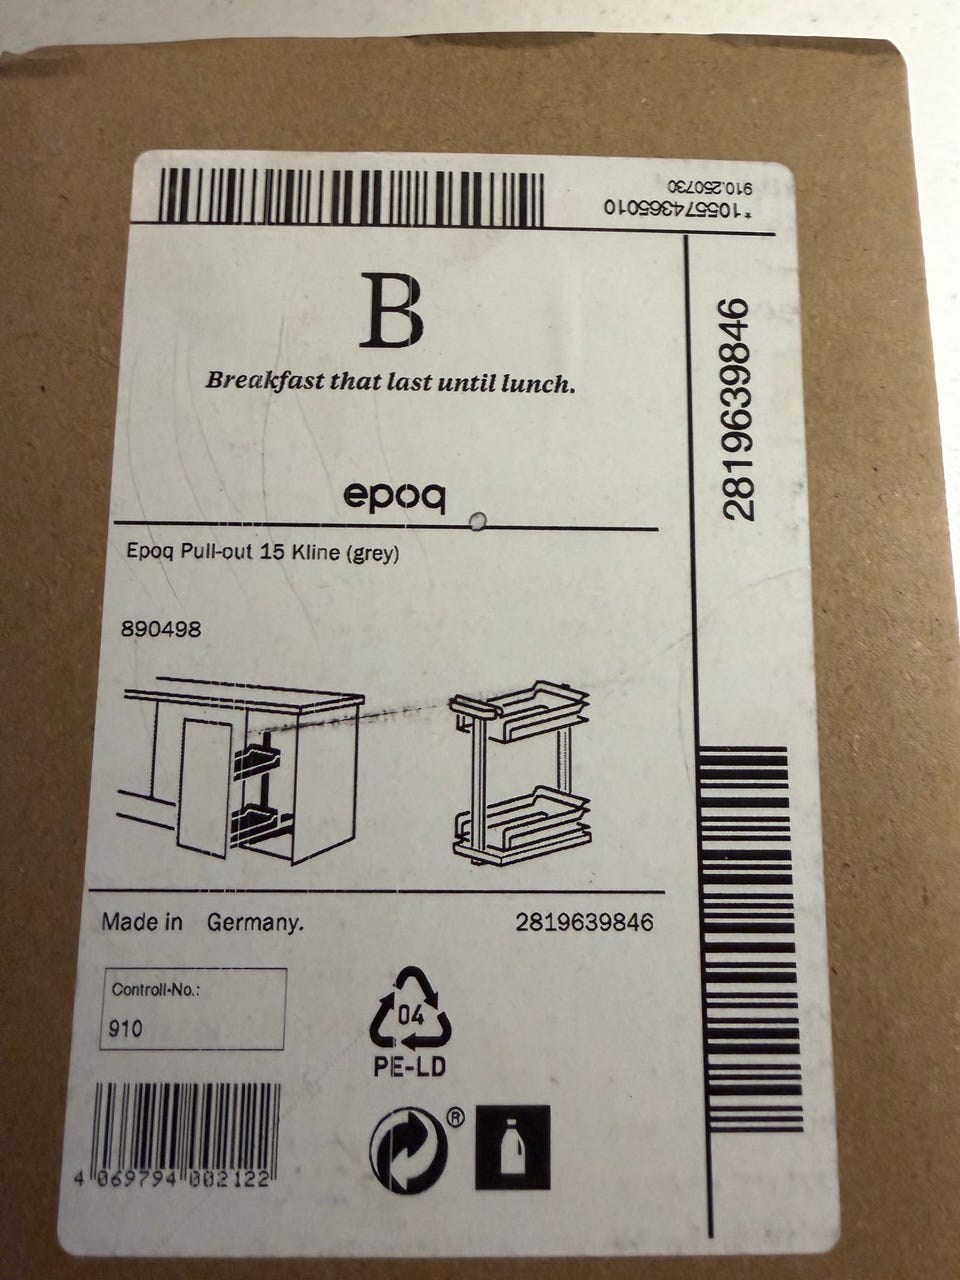 910.250730
*105574365010
B
Breakfast that last until lunch.
epoq
2819639846
Epoq Pull-out 15 Kline (grey)
890498
Made in Germany.
2819639846
Controll-No.:
910
04
PE-LD
®
4 069794 002122